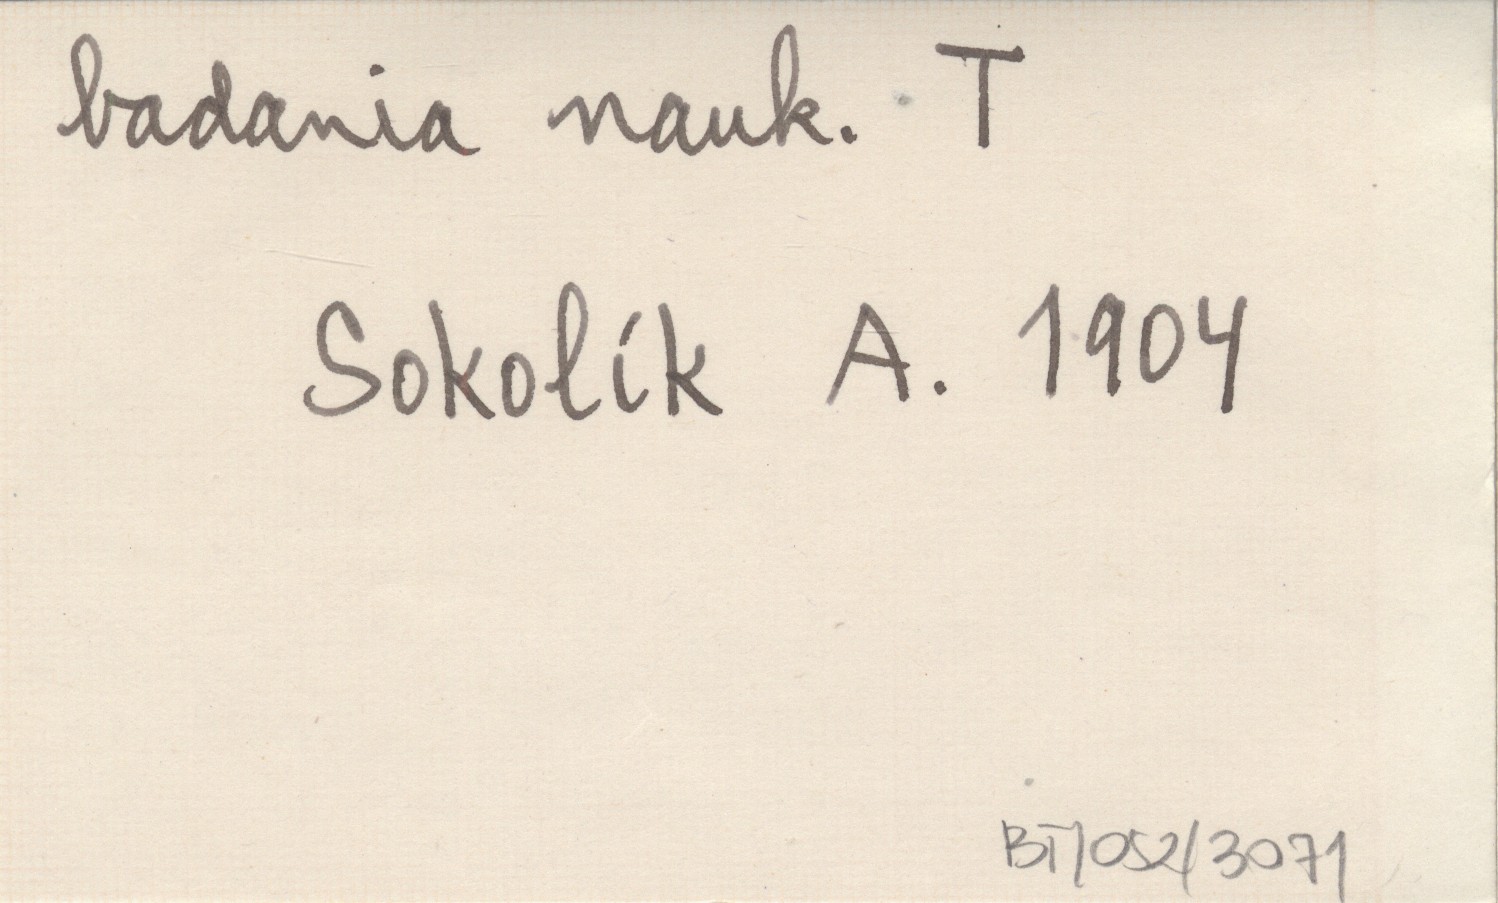 badania nauk. T
Sokolík A. 1904
BT/052/3071